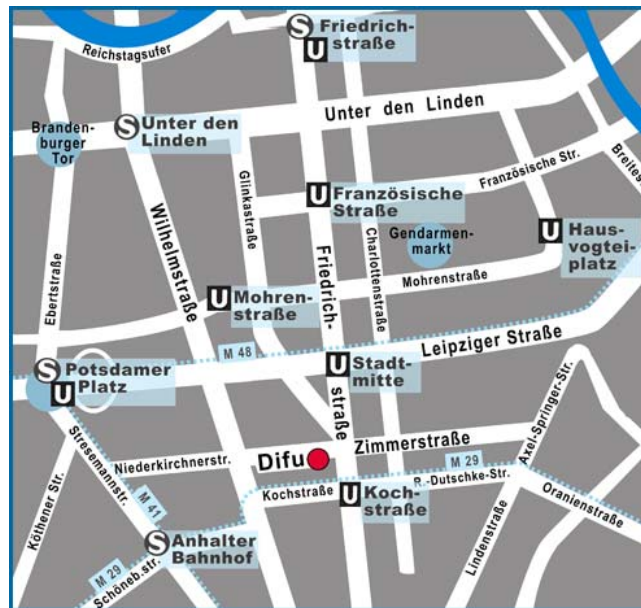 Reichstagsufer
S
Friedrich-
straße
U
Branden-
burger
Tor
S
Unter den
Linden
Unter den Linden
Glinkastraße
Wilhelmstraße
Ebertstraße
U
Französische
Straße
Französische Str.
Breites
Gendarmen-
markt
Charlottenstraße
U
Haus-
vogtei-
platz
Friedrich-
straße
U
Mohren-
straße
Mohrenstraße
M 48
Leipziger Straße
S
Potsdamer
Platz
U
U
Stadt-
mitte
Zimmerstraße
Axel-Springer-Str.
Niederkirchnerstr.
Difu
Stresemannstr.
M 41
Köthener Str.
Kochstraße
U
Koch-
straße
M 29
R.-Dutschke-Str.
Oranienstraße
Lindenstraße
S
Anhalter
Bahnhof
M 29
Schöneb.str.